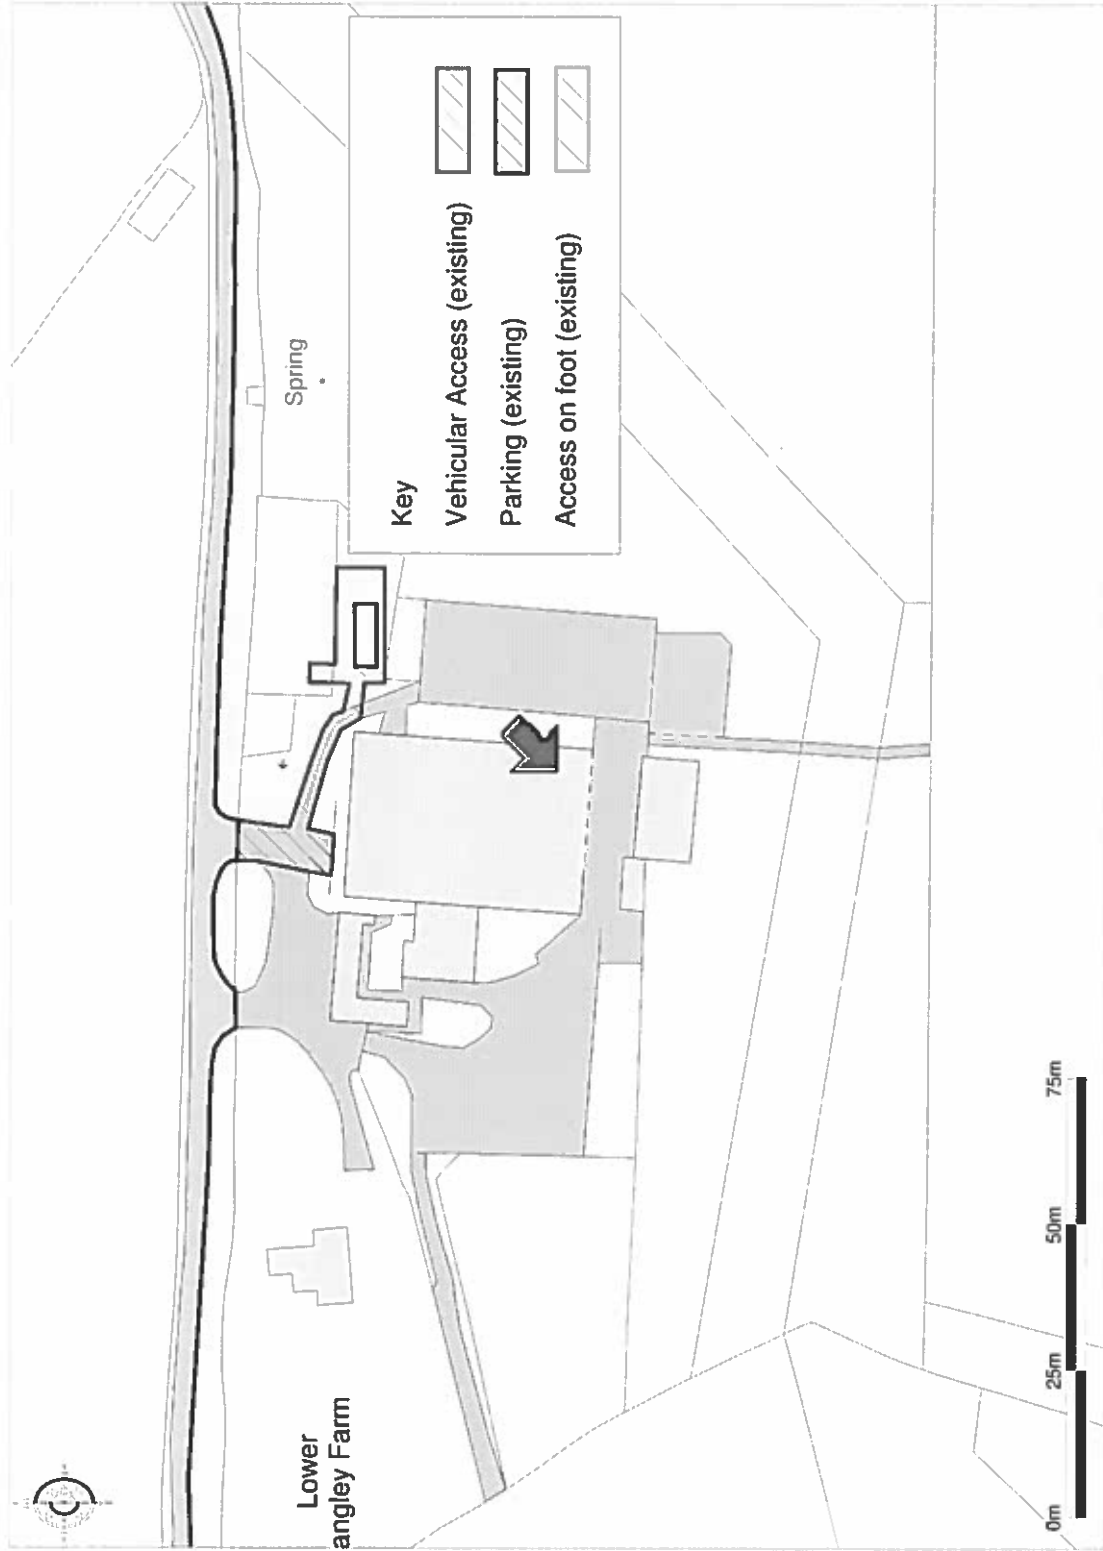 Lower
angley Farm
Spring
Key
Vehicular Access (existing)
Parking (existing)
Access on foot (existing)
0m
25m
50m
75m